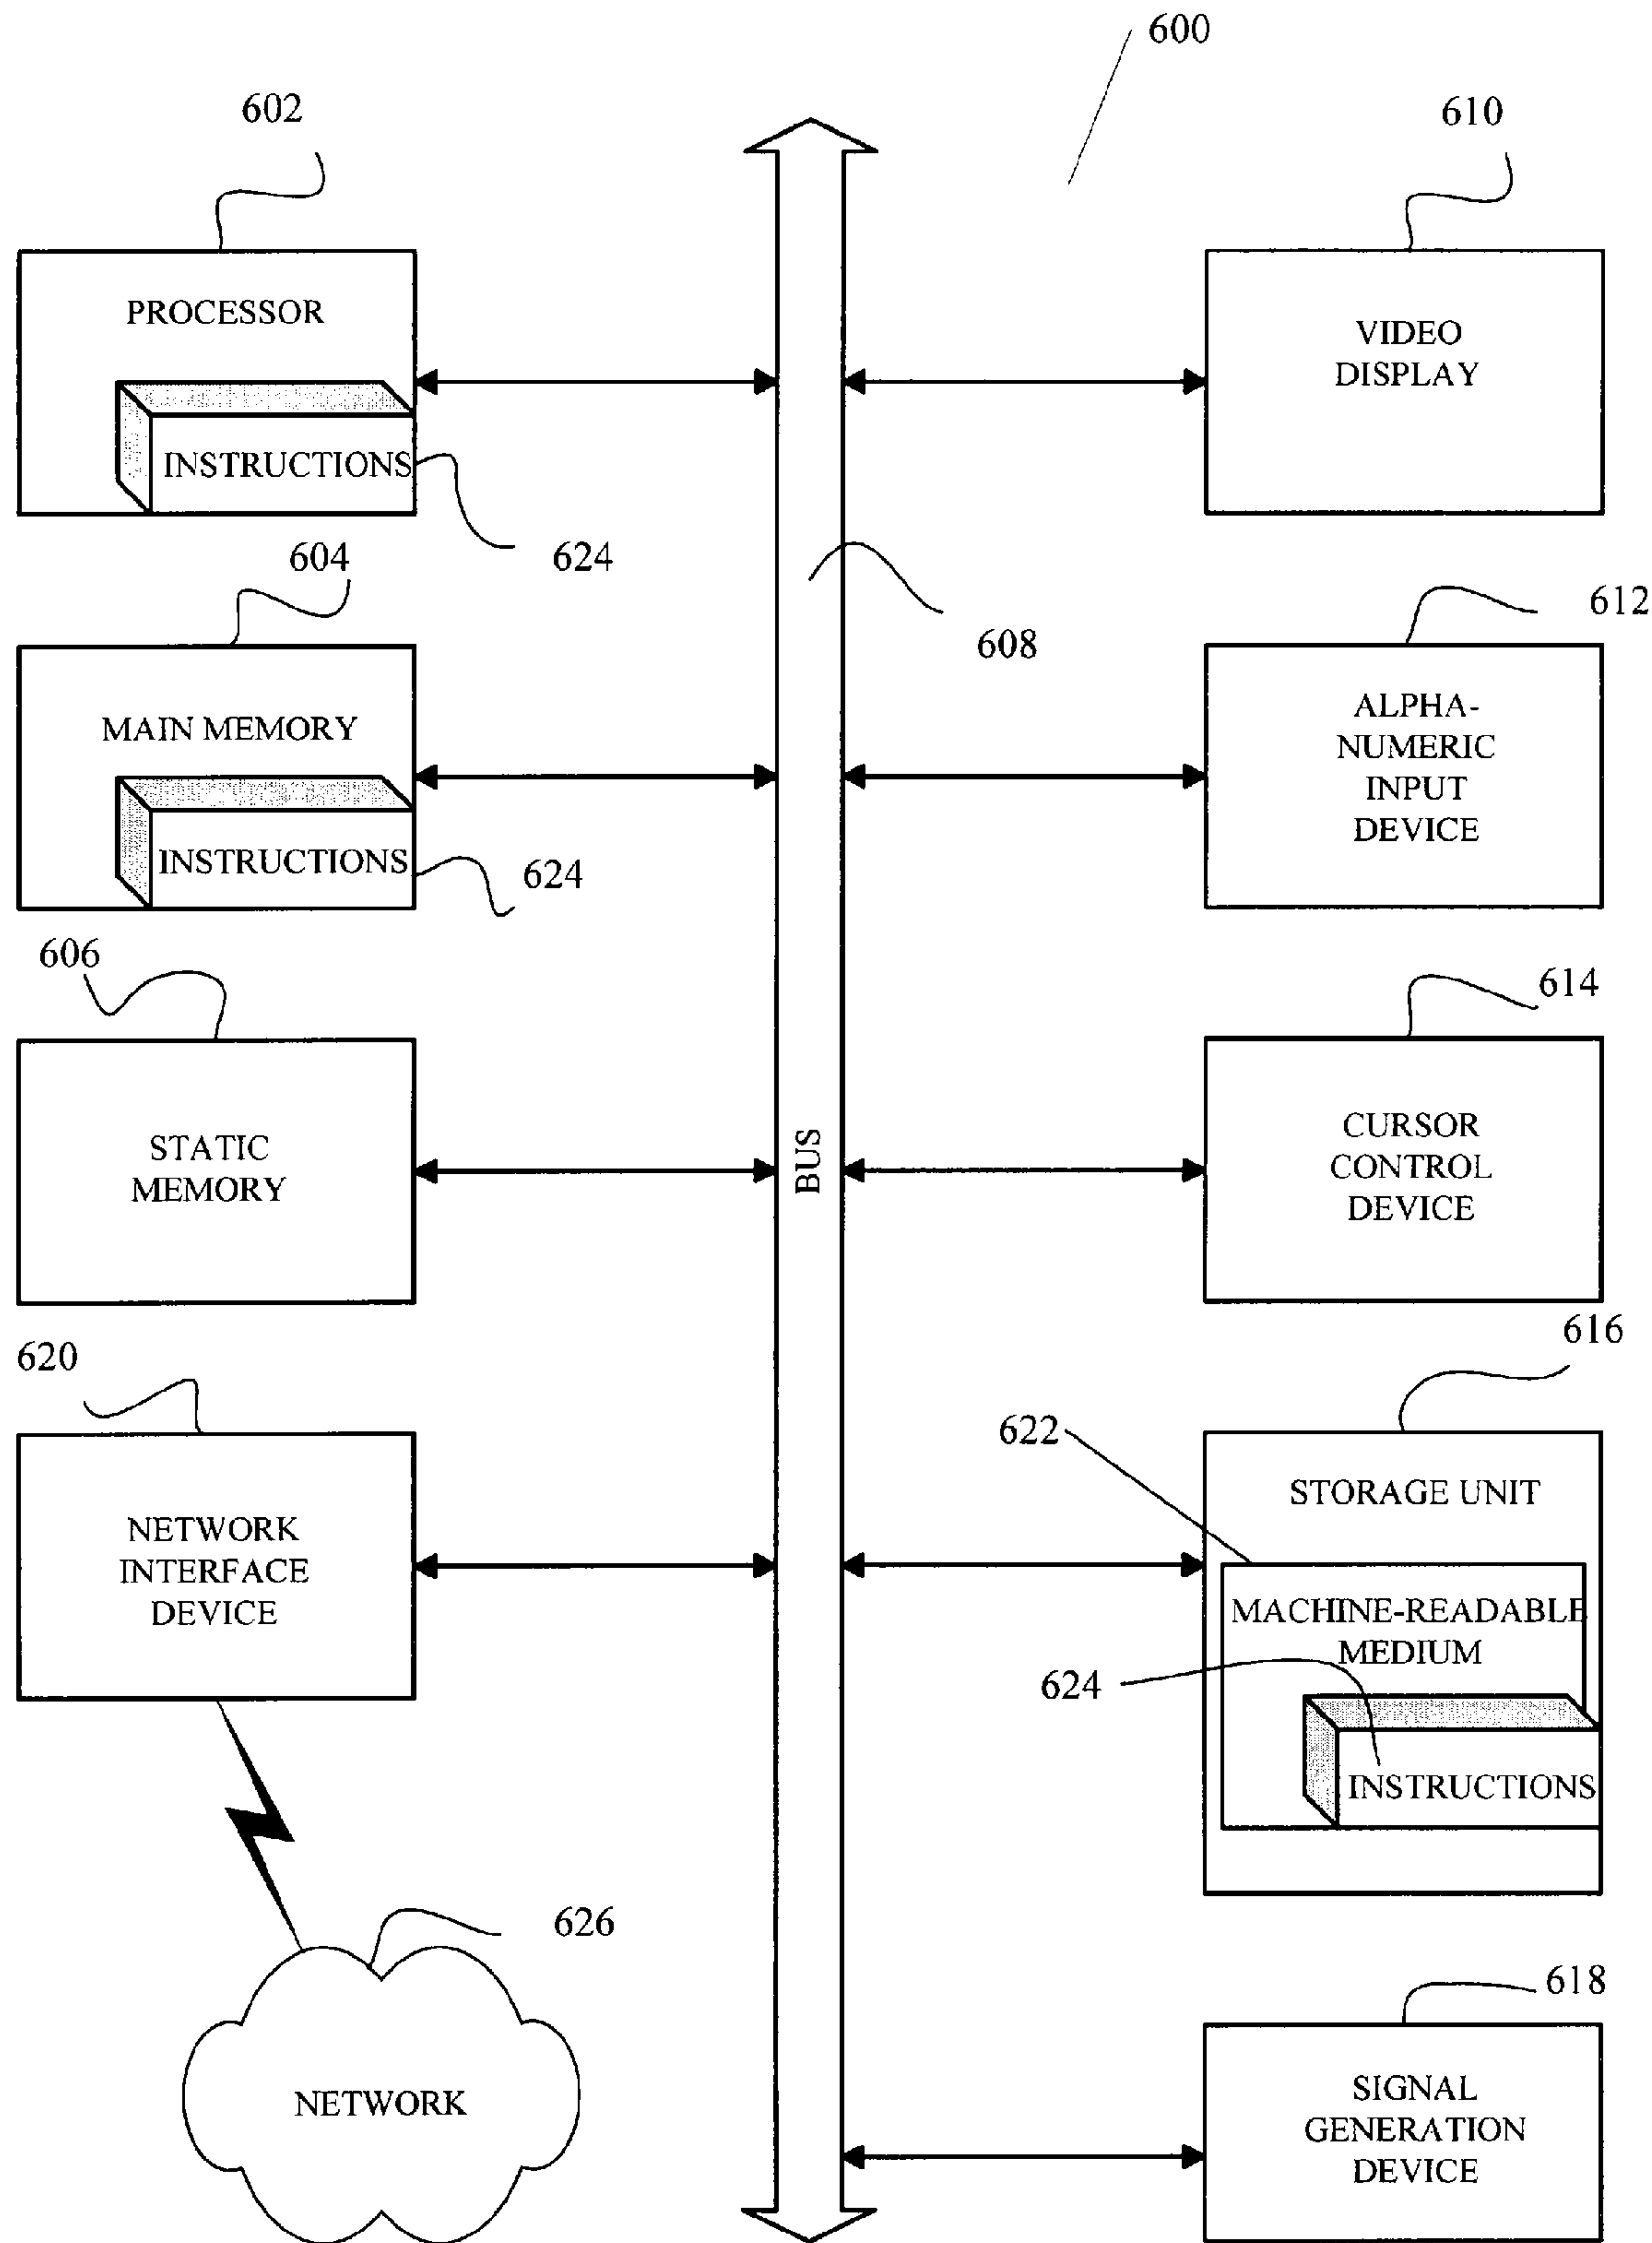 600
602
610
PROCESSOR
INSTRUCTIONS
624
VIDEO
DISPLAY
604
608
612
MAIN MEMORY
INSTRUCTIONS
624
ALPHA-
NUMERIC
INPUT
DEVICE
606
614
STATIC
MEMORY
BUS
CURSOR
CONTROL
DEVICE
620
616
NETWORK
INTERFACE
DEVICE
622
STORAGE UNIT
MACHINE-READABLE
MEDIUM
624
INSTRUCTIONS
626
NETWORK
618
SIGNAL
GENERATION
DEVICE